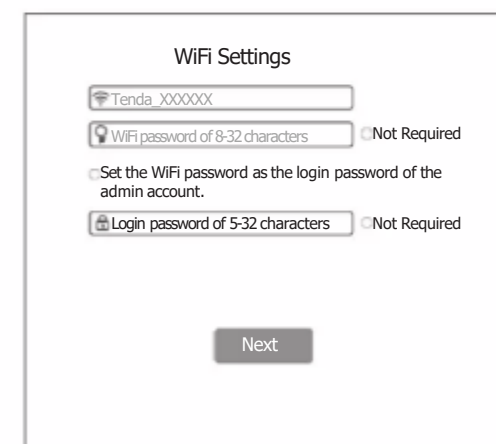 WiFi Settings
Tenda_XXXXXX
WiFi password of 8-32 characters Not Required
Set the WiFi password as the login password of the
admin account.
Login password of 5-32 characters Not Required
Next